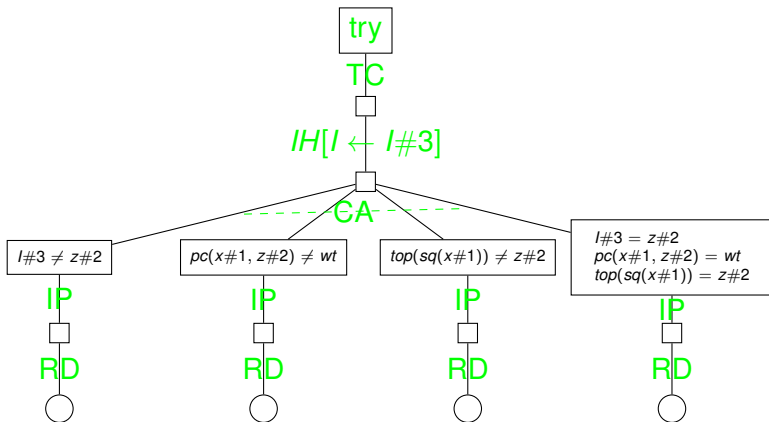 try
TC
IH[I ← I#3]
CA
I#3 ≠ z#2
pc(x#1, z#2) ≠ wt
top(sq(x#1)) ≠ z#2
I#3 = z#2
pc(x#1, z#2) = wt
top(sq(x#1)) = z#2
IP
IP
IP
IP
RD
RD
RD
RD